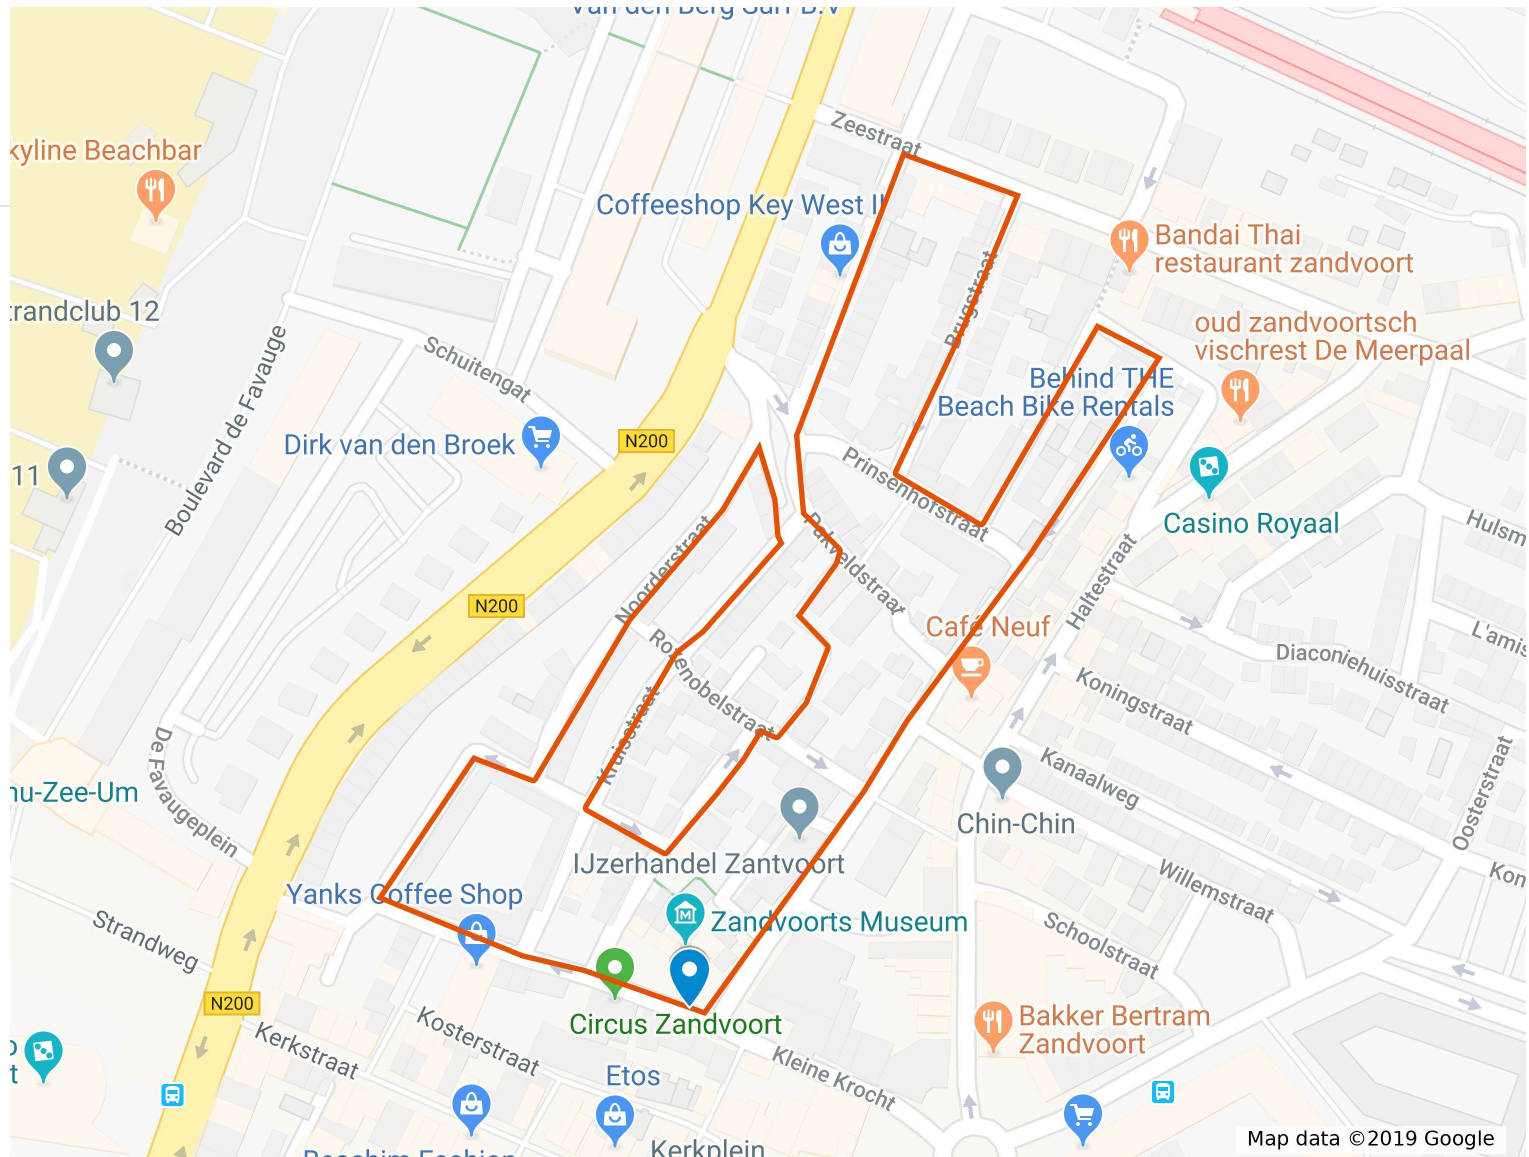 Van den Berg Surf B.V
Zeestraat
kyline Beachbar
Coffeeshop Key West II
Bandai Thai
restaurant zandvoort
Brugstraat
trandclub 12
oud zandvoortsch
vischrest De Meerpaal
Schuitengat
Boulevard de Favauge
Behind THE
Beach Bike Rentals
Dirk van den Broek
N200
11
Prinsenhofstraat
Casino Royaal
Hulsm
Pakveldstraat
Noorderstraat
Haltestraat
N200
Café Neuf
L'amis
Diaconiehuisstraat
Rozenobelstraat
Koningstraat
Kruisstraat
De Favaugeplein
Kanaalweg
Oosterstraat
nu-Zee-Um
Chin-Chin
IJzerhandel Zantvoort
Willemstraat
Kon
Yanks Coffee Shop
Zandvoorts Museum
Strandweg
Schoolstraat
N200
Circus Zandvoort
Bakker Bertram
Zandvoort
Kosterstraat
Kerkstraat
Kleine Krocht
t
Etos
Kerkplein
Map data ©2019 Google